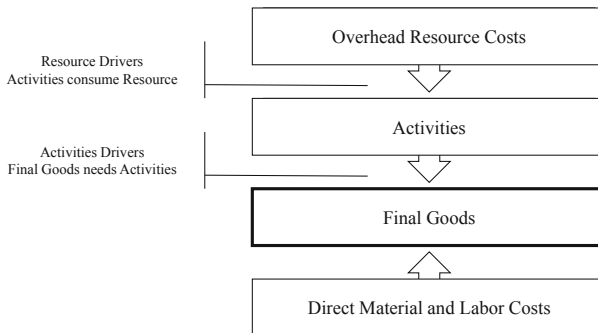 Overhead Resource Costs
Resource Drivers
Activities consume Resource
Activities
Activities Drivers
Final Goods needs Activities
Final Goods
Direct Material and Labor Costs